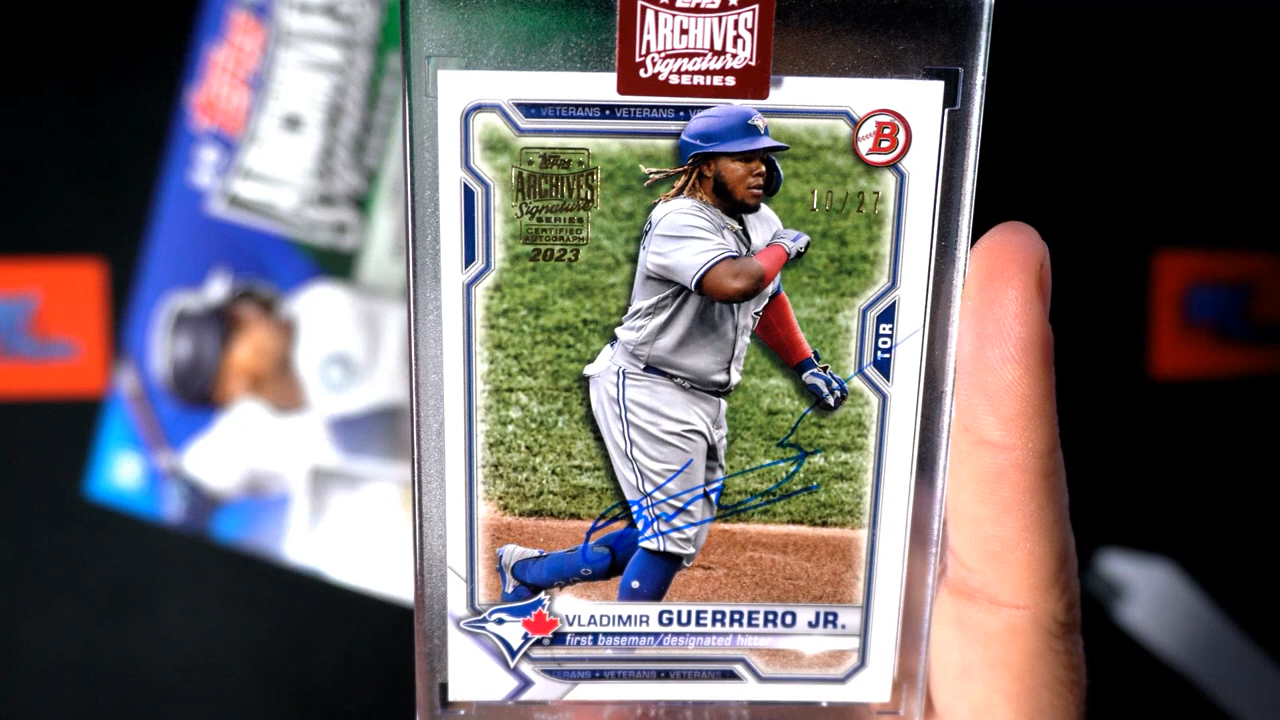 TOPPS
ARCHIVES
Signature
SERIES
• VETERANS • VETERANS •
B
TOPPS
ARCHIVES
Signature
SERIES
CERTIFIED
AUTOGRAPH
2023
10/27
TOR
VLADIMIR GUERRERO JR.
first baseman/designated hitter
• VETERANS • VETERANS